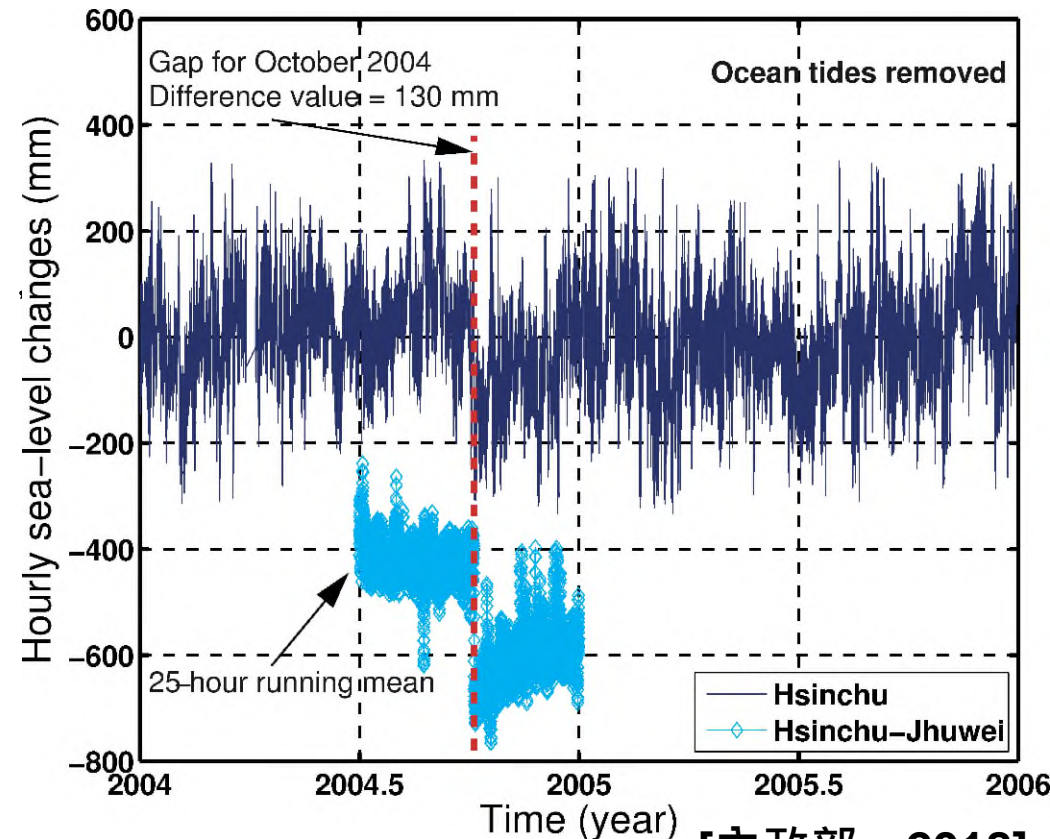 600
400
200
0
−200
−400
−600
−800
Hourly sea−level changes (mm)
Gap for October 2004
Difference value = 130 mm
Ocean tides removed
25−hour running mean
Hsinchu
Hsinchu−Jhuwei
2004
2004.5
2005
2005.5
2006
Time (year)
政部